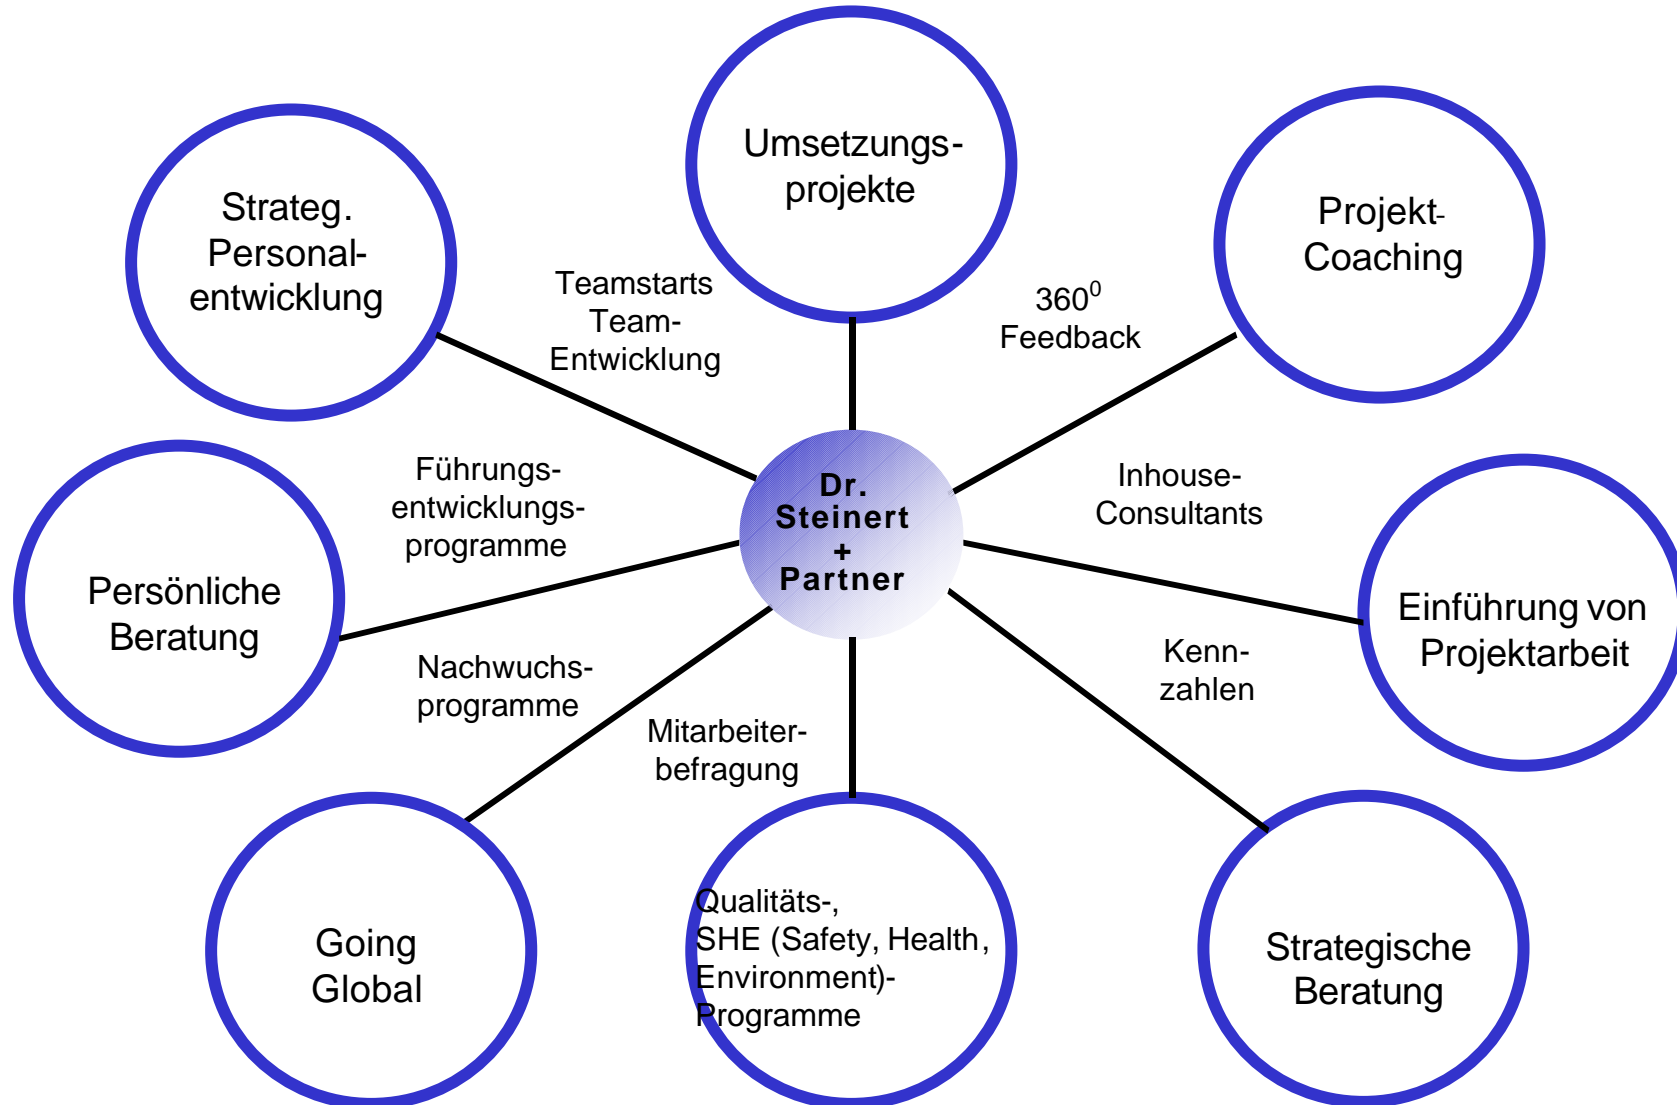 Umsetzungs-
projekte
Strateg.
Personal-
entwicklung
Projekt-
Coaching
Teamstarts
Team-
Entwicklung
360⁰
Feedback
Führungs-
entwicklungs-
programme
Dr.
Steinert
+
Partner
Inhouse-
Consultants
Persönliche
Beratung
Einführung von
Projektarbeit
Nachwuchs-
programme
Kenn-
zahlen
Mitarbeiter-
befragung
Going
Global
Qualitäts-,
SHE (Safety, Health,
Environment)-
Programme
Strategische
Beratung